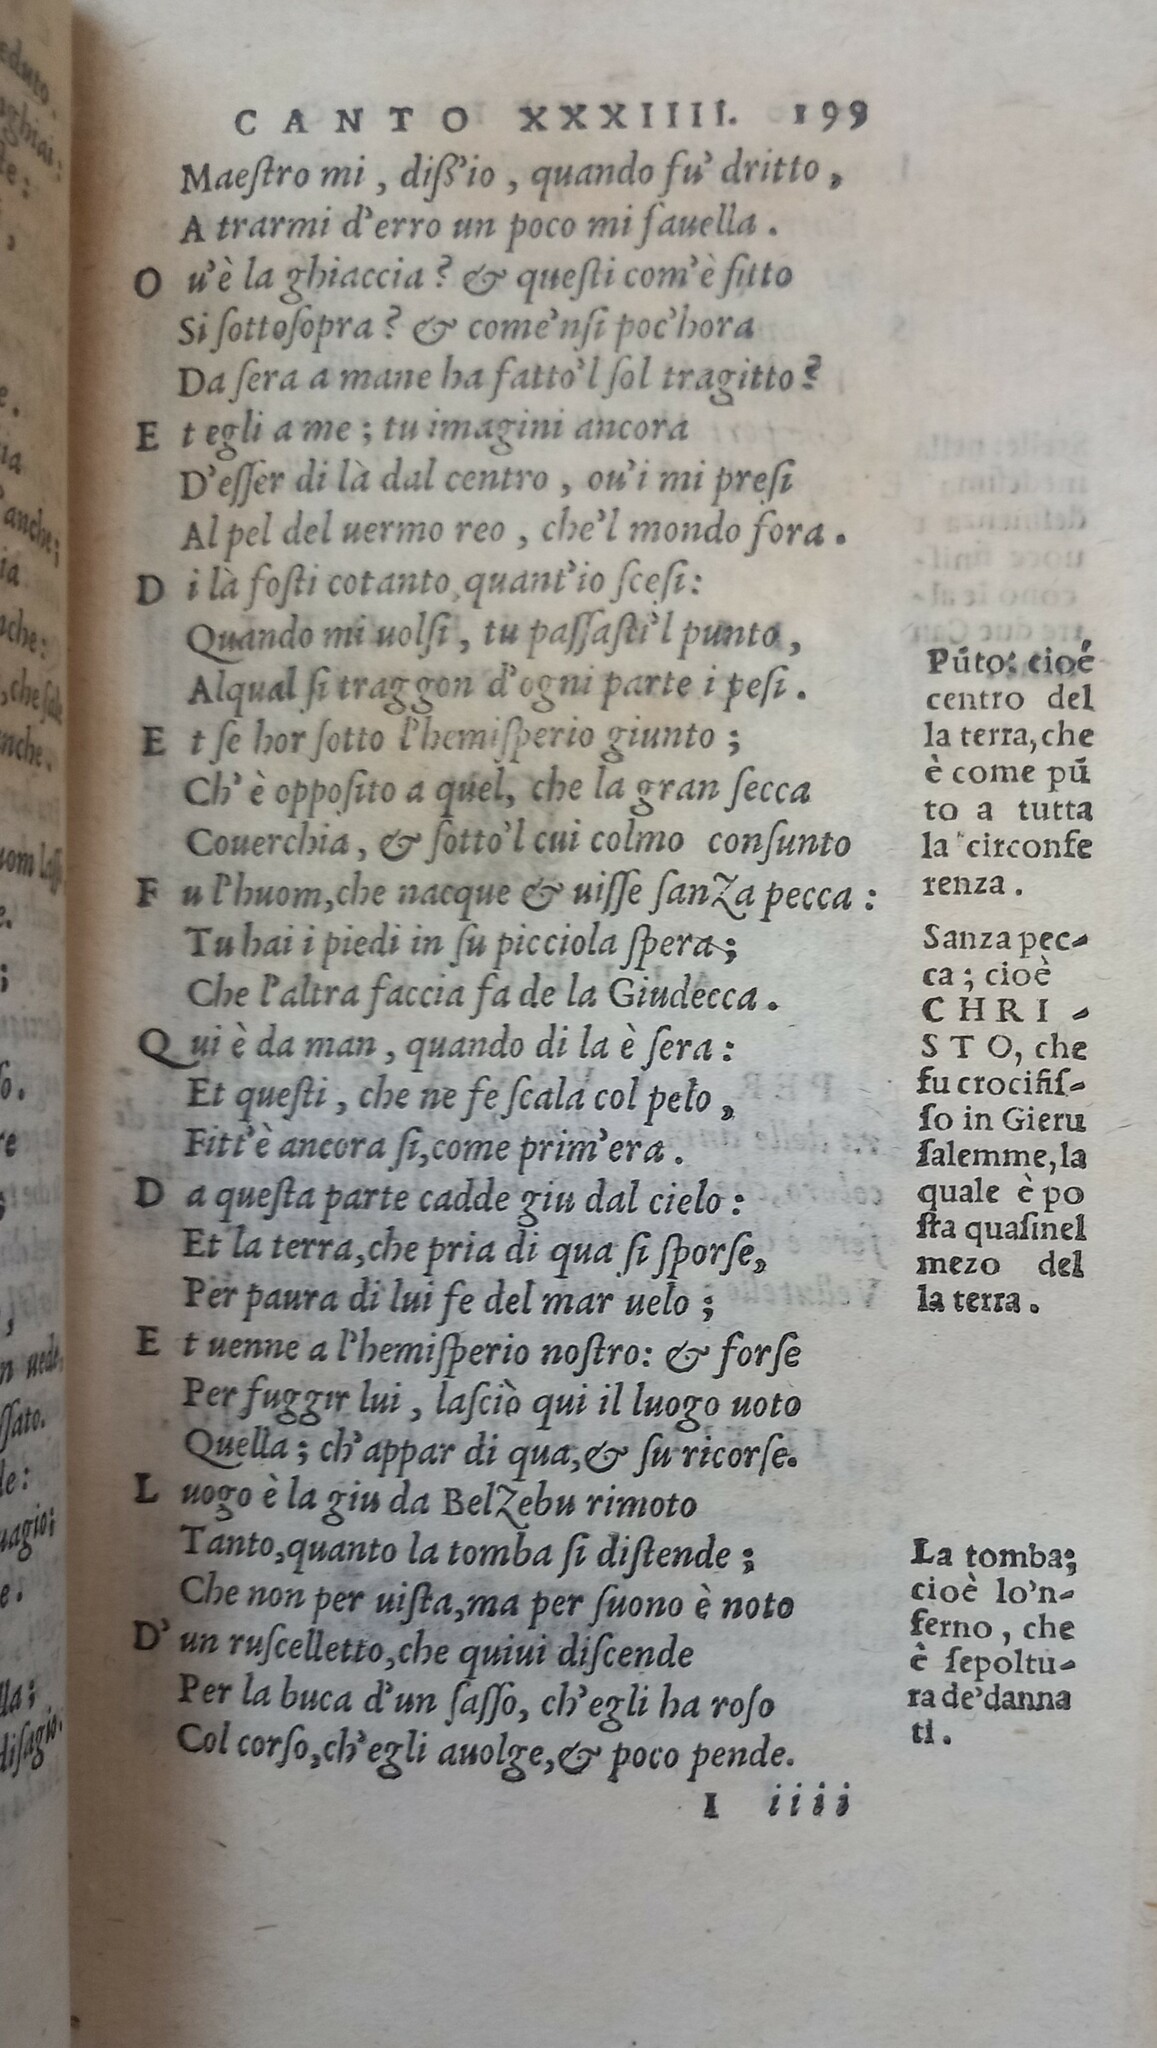 CANTO XXXIIII. 199
Maeſtro mi, diſſ'io, quando fu' dritto,
A trarmi d'erro un poco mi fauella.
O u'è la ghiaccia? & queſti com'è fitto
Si ſottoſopra? & come'nſi poc'hora
Da ſera a mane ha fatto'l ſol tragitto?
E t egli a me; tu imagini ancora
D'eſſer di là dal centro, ou'i mi preſi
Al pel del uermo reo, che'l mondo fora.
D i là foſti cotanto, quant'io ſceſi:
Quando mi uolſi, tu paſſaſti'l punto,
Alqual ſi traggon d'ogni parte i peſi.
E t ſe hor ſotto l'hemiſperio giunto;
Ch'è oppoſito a quel, che la gran ſecca
Couerchia, & ſotto'l cui colmo conſunto
F u l'huom, che nacque & uiſſe ſanZa pecca:
Tu hai i piedi in ſu picciola ſpera;
Che l'altra faccia fa de la Giudecca.
Q ui è da man, quando di la è ſera:
Et queſti, che ne fe ſcala col pelo,
Fitt'è ancora ſi, come prim'era.
D a queſta parte cadde giu dal cielo:
Et la terra, che pria di qua ſi ſporſe,
Per paura di lui fe del mar uelo;
E t uenne a l'hemiſperio noſtro: & forſe
Per fuggir lui, laſciò qui il luogo uoto
Quella; ch'appar di qua, & ſu ricorſe.
L uogo è la giu da BelZebu rimoto
Tanto, quanto la tomba ſi diſtende;
Che non per uiſta, ma per ſuono è noto
D' un ruſcelletto, che quiui diſcende
Per la buca d'un ſaſſo, ch'egli ha roſo
Col corſo, ch'egli auolge, & poco pende.
I iiii
Pūto: cioè
centro del
la terra, che
è come pū
to a tutta
la circonfe
renza.
Sanza pec-
ca; cioè
CHRI-
STO, che
fu crocifiſ-
ſo in Gieru
ſalemme, la
quale è po
ſta quaſinel
mezo del
la terra.
La tomba;
cioè lo'n-
ferno, che
è ſepoltu-
ra de'danna
ti.